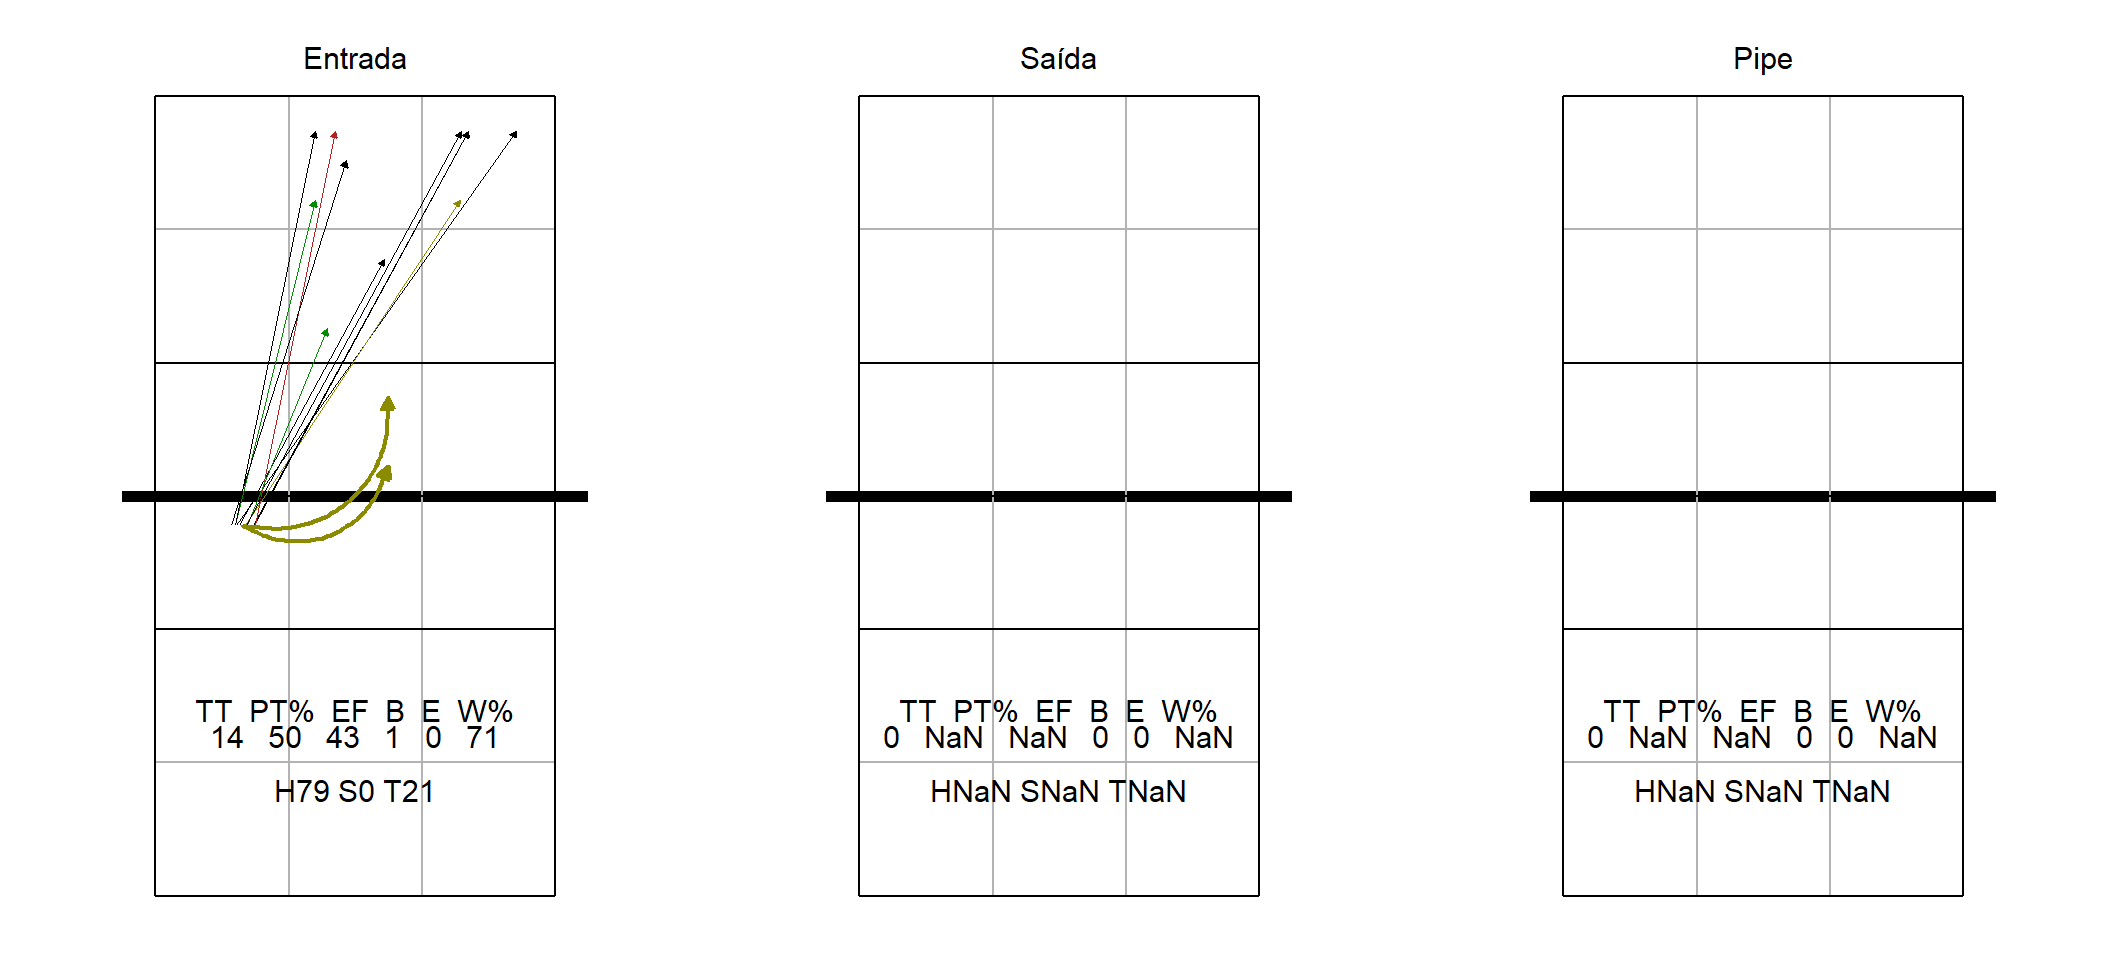 Entrada
TT PT% EF B E W%
14 50 43 1 0 71
H79 S0 T21
Saída
TT PT% EF B E W%
0 NaN NaN 0 0 NaN
HNaN SNaN TNaN
Pipe
TT PT% EF B E W%
0 NaN NaN 0 0 NaN
HNaN SNaN TNaN